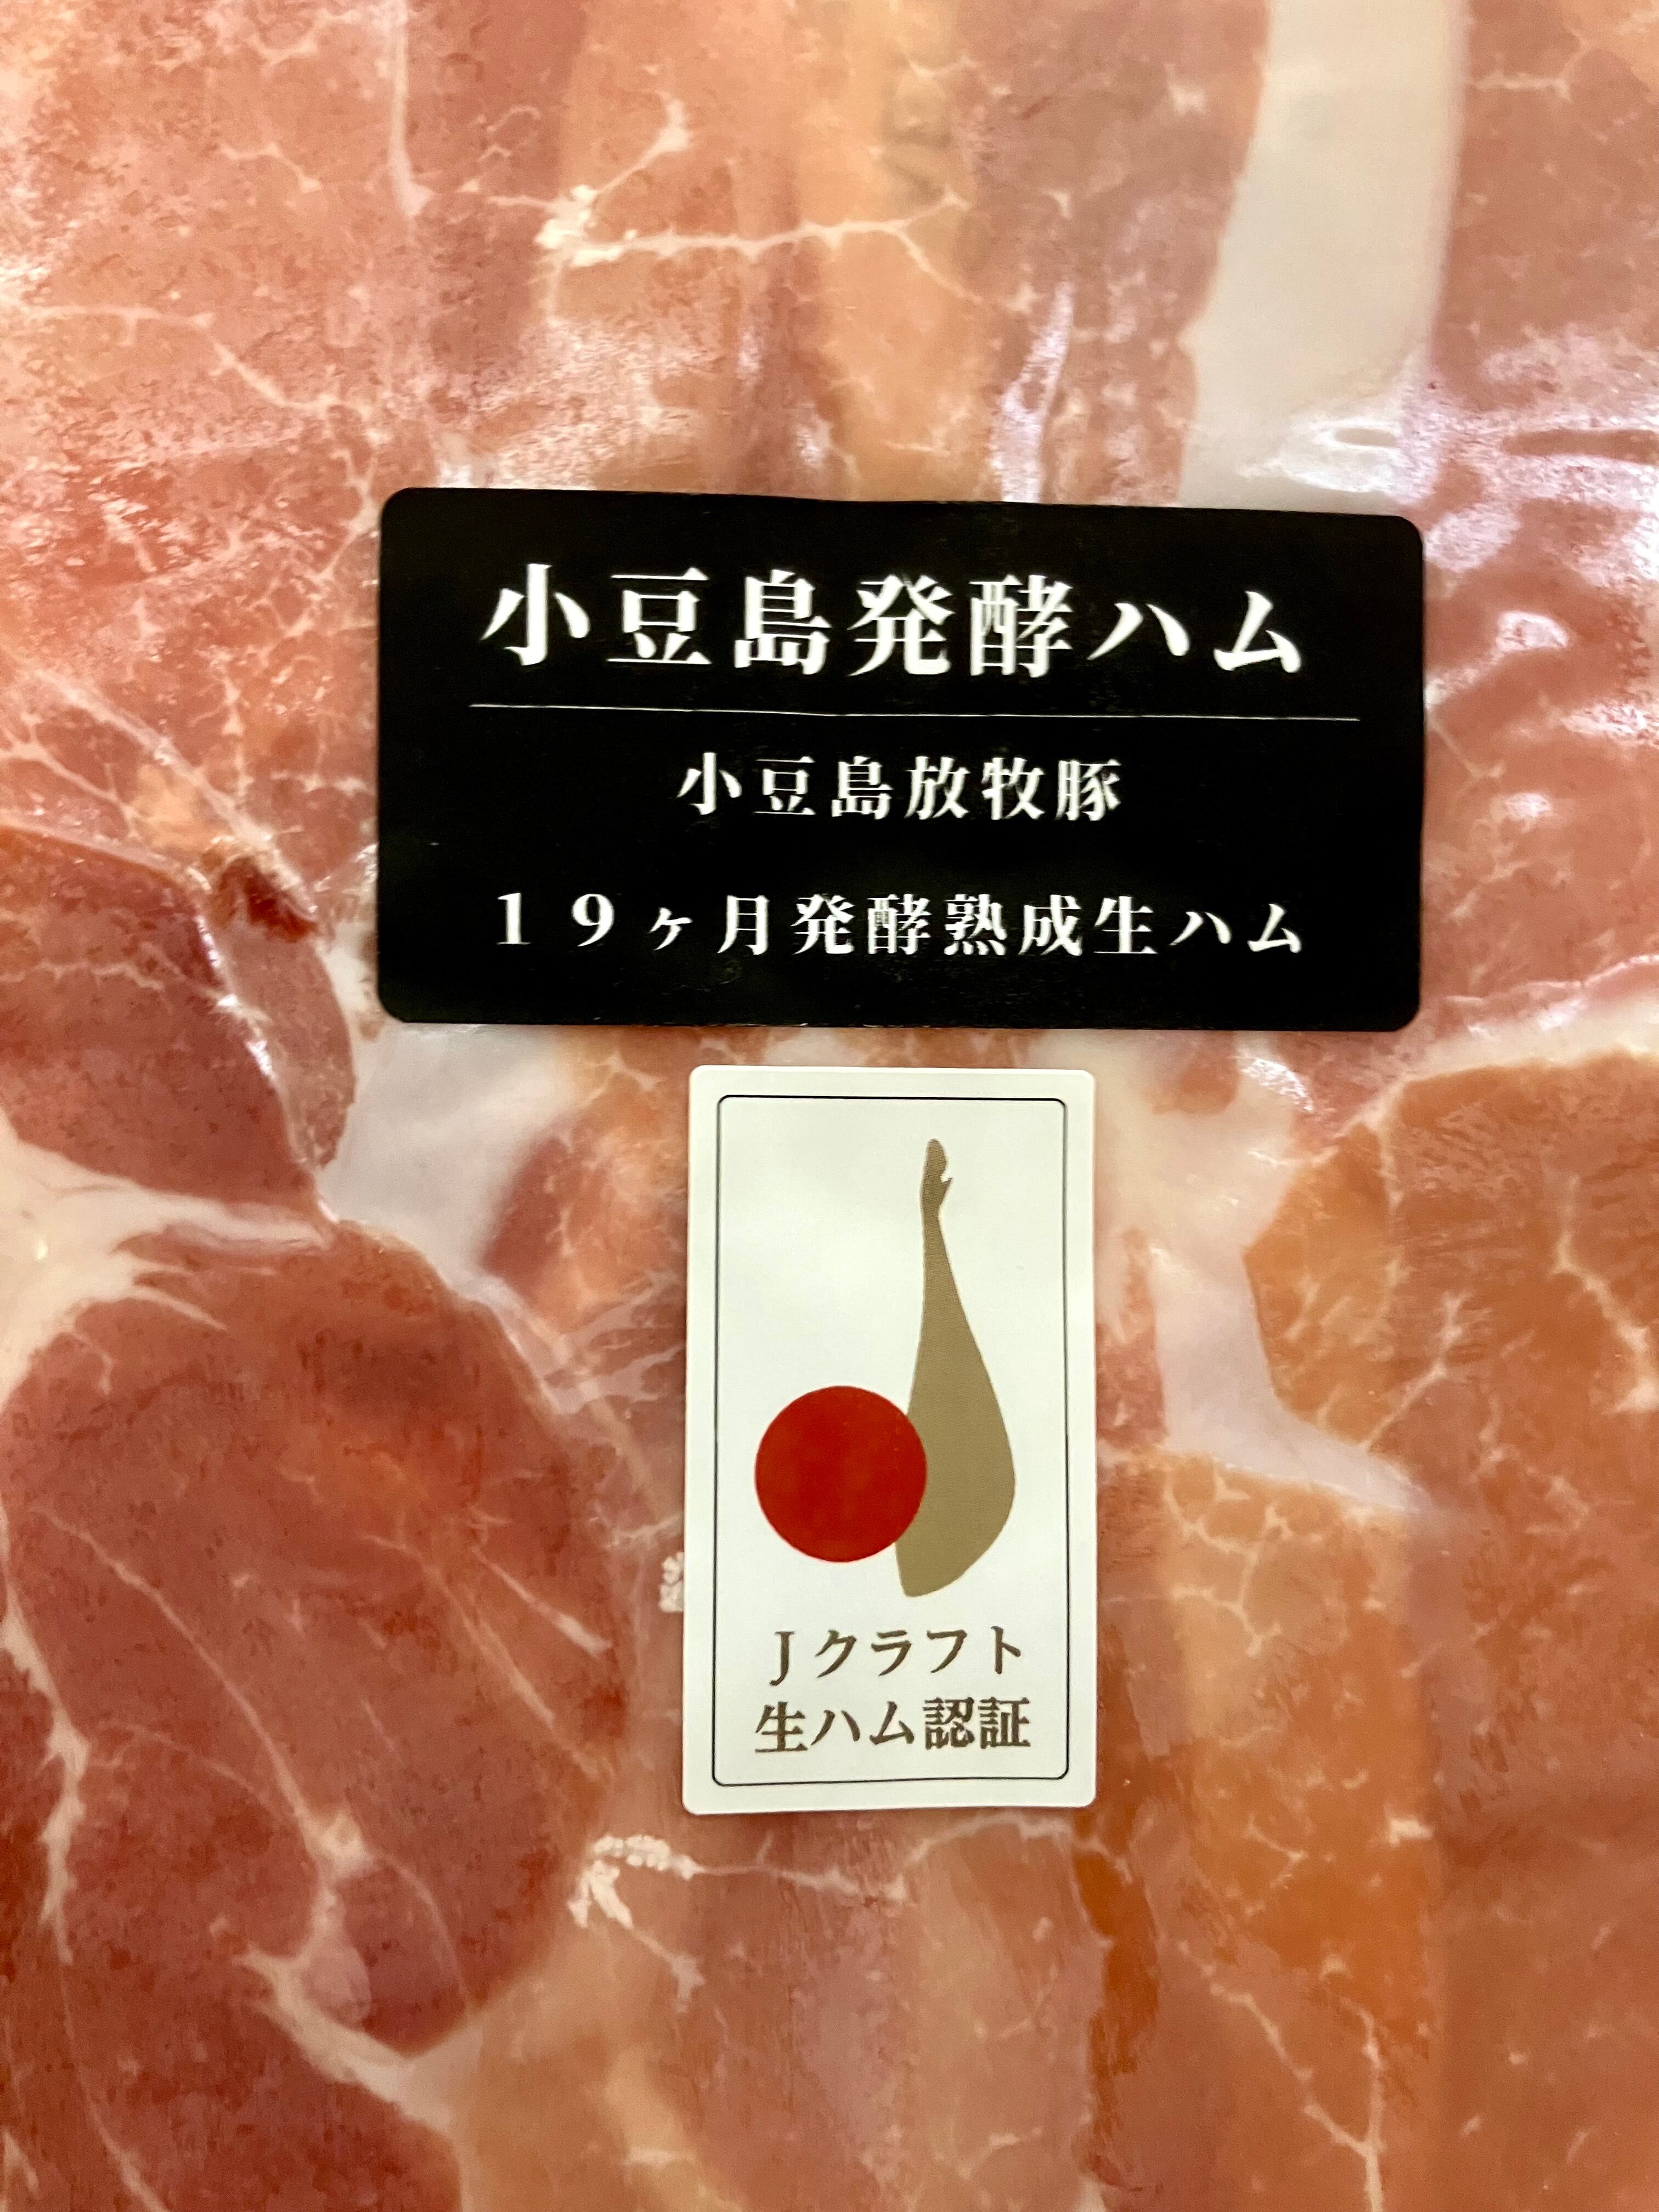 小豆島発酵ハム
小豆島放牧豚
１９ヶ月発酵熟成生ハム
Jクラフト
生ハム認証